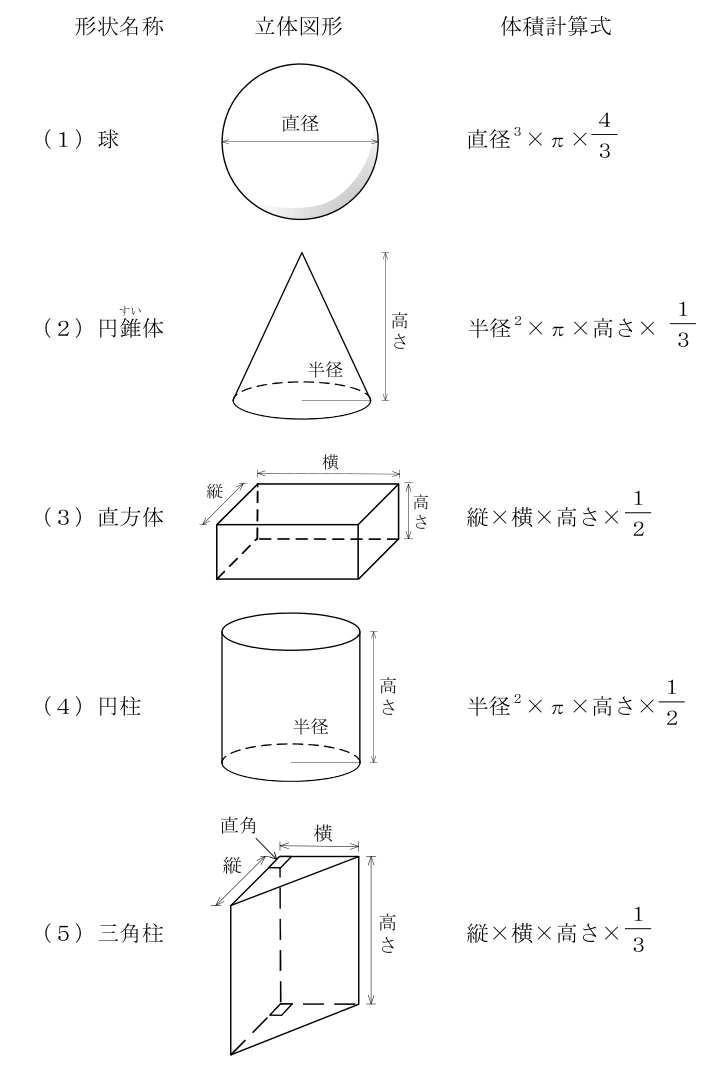 形状名称 立体図形 体積計算式
(1) 球 直径 直径³×π×4/3
(2) 円錐体 すい 半径 高さ 半径²×π×高さ×1/3
(3) 直方体 縦 横 高さ 縦×横×高さ×1/2
(4) 円柱 半径 高さ 半径²×π×高さ×1/2
(5) 三角柱 直角 縦 横 高さ 縦×横×高さ×1/3